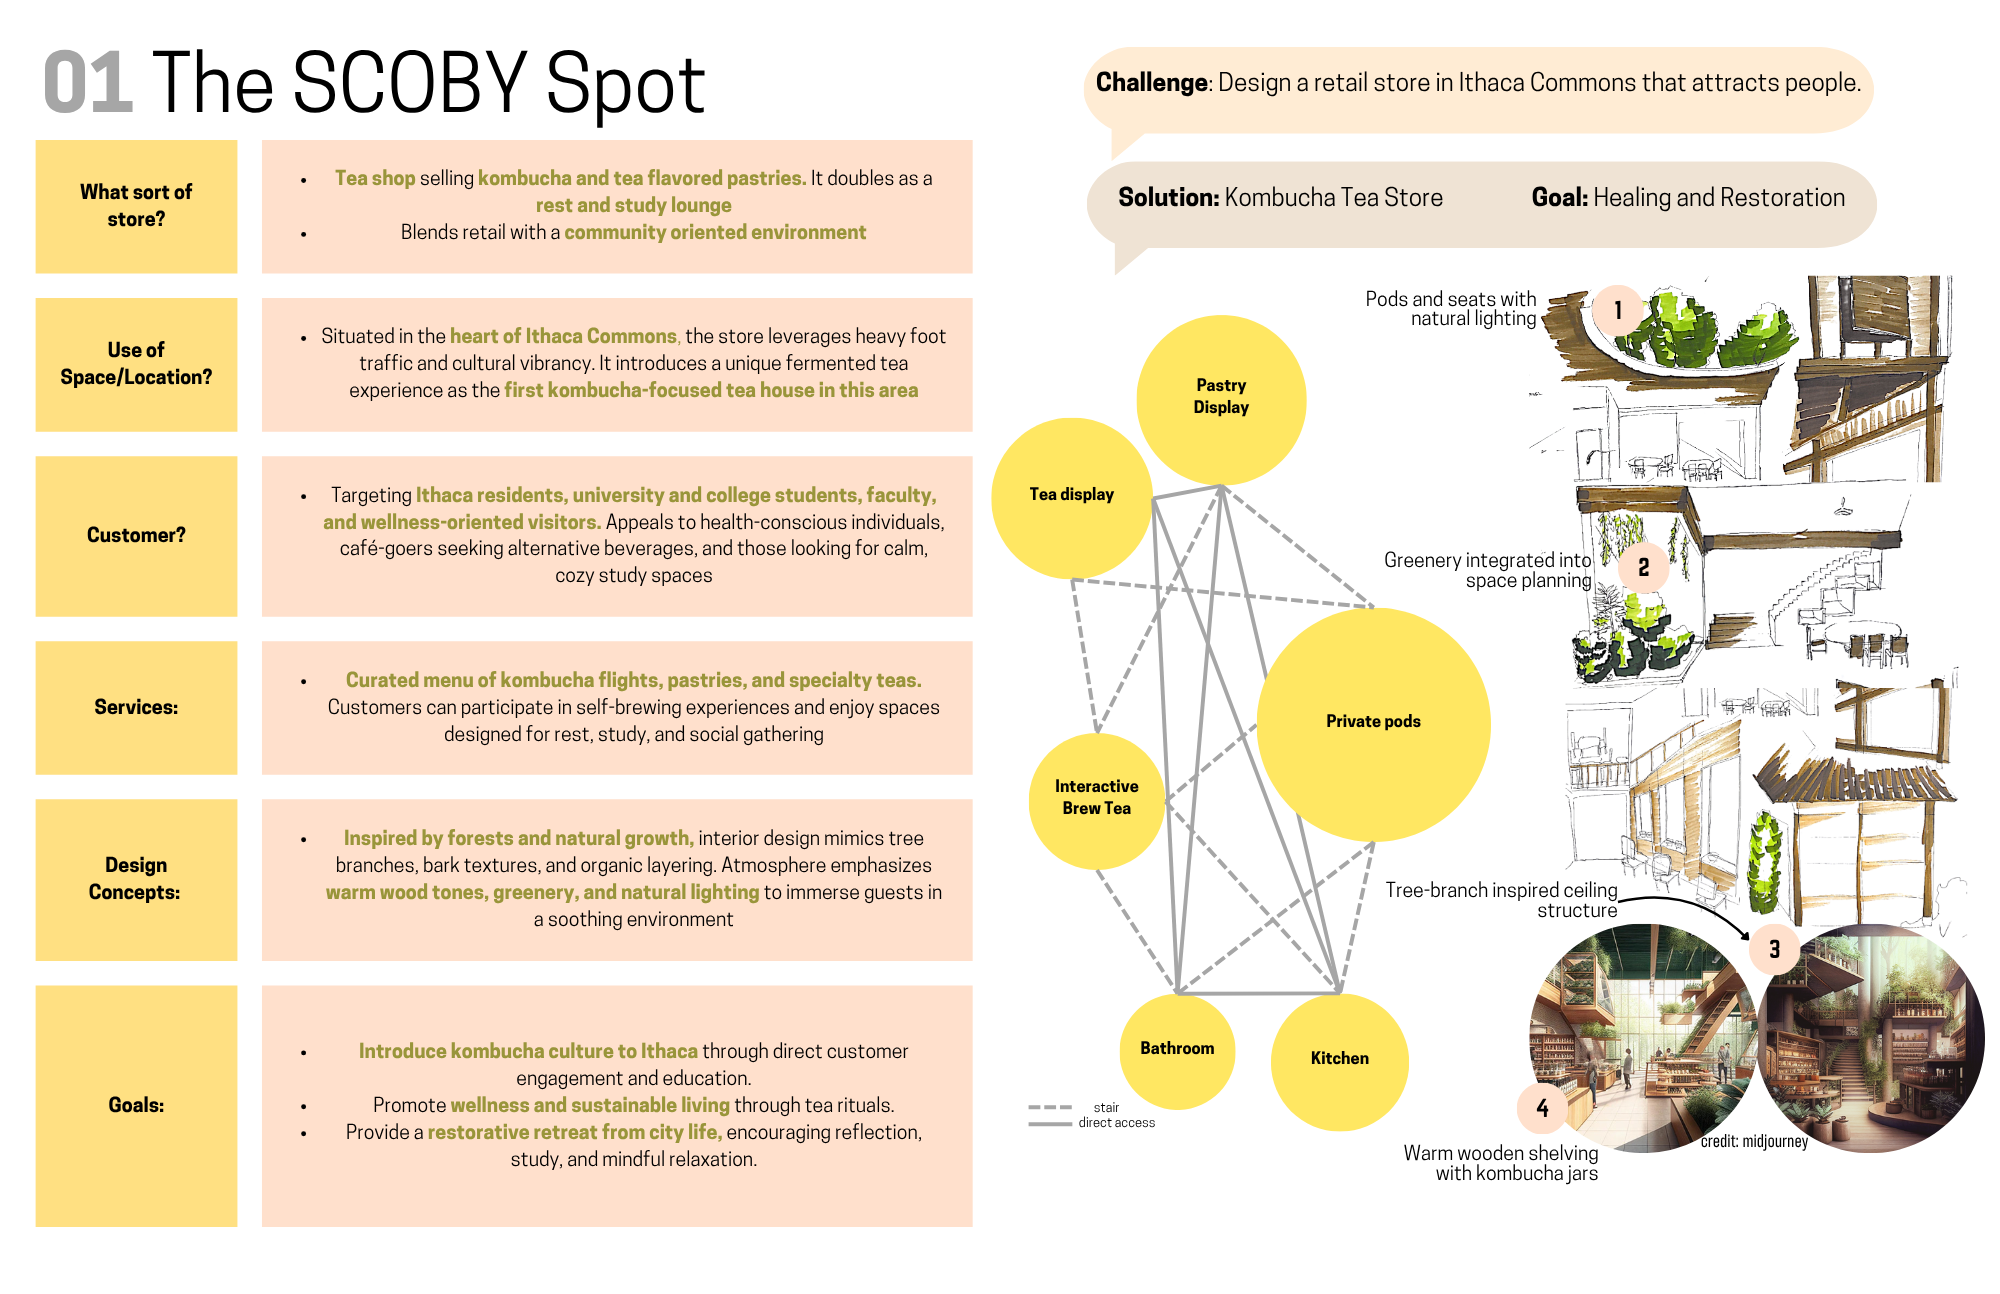 01 The SCOBY Spot
What sort of
store?
• Tea shop selling kombucha and tea flavored pastries. It doubles as a
rest and study lounge
• Blends retail with a community oriented environment
Use of
Space/Location?
• Situated in the heart of Ithaca Commons, the store leverages heavy foot
traffic and cultural vibrancy. It introduces a unique fermented tea
experience as the first kombucha-focused tea house in this area
Customer?
• Targeting Ithaca residents, university and college students, faculty,
and wellness-oriented visitors. Appeals to health-conscious individuals,
café-goers seeking alternative beverages, and those looking for calm,
cozy study spaces
Services:
• Curated menu of kombucha flights, pastries, and specialty teas.
Customers can participate in self-brewing experiences and enjoy spaces
designed for rest, study, and social gathering
Design
Concepts:
• Inspired by forests and natural growth, interior design mimics tree
branches, bark textures, and organic layering. Atmosphere emphasizes
warm wood tones, greenery, and natural lighting to immerse guests in
a soothing environment
Goals:
• Introduce kombucha culture to Ithaca through direct customer
engagement and education.
• Promote wellness and sustainable living through tea rituals.
• Provide a restorative retreat from city life, encouraging reflection,
study, and mindful relaxation.
Challenge: Design a retail store in Ithaca Commons that attracts people.
Solution: Kombucha Tea Store Goal: Healing and Restoration
Pastry
Display
Tea display
Private pods
Interactive
Brew Tea
Bathroom
Kitchen
stair
direct access
Pods and seats with
natural lighting
1
Greenery integrated into
space planning
2
Tree-branch inspired ceiling
structure
3
4
Warm wooden shelving
with kombucha jars
credit: midjourney